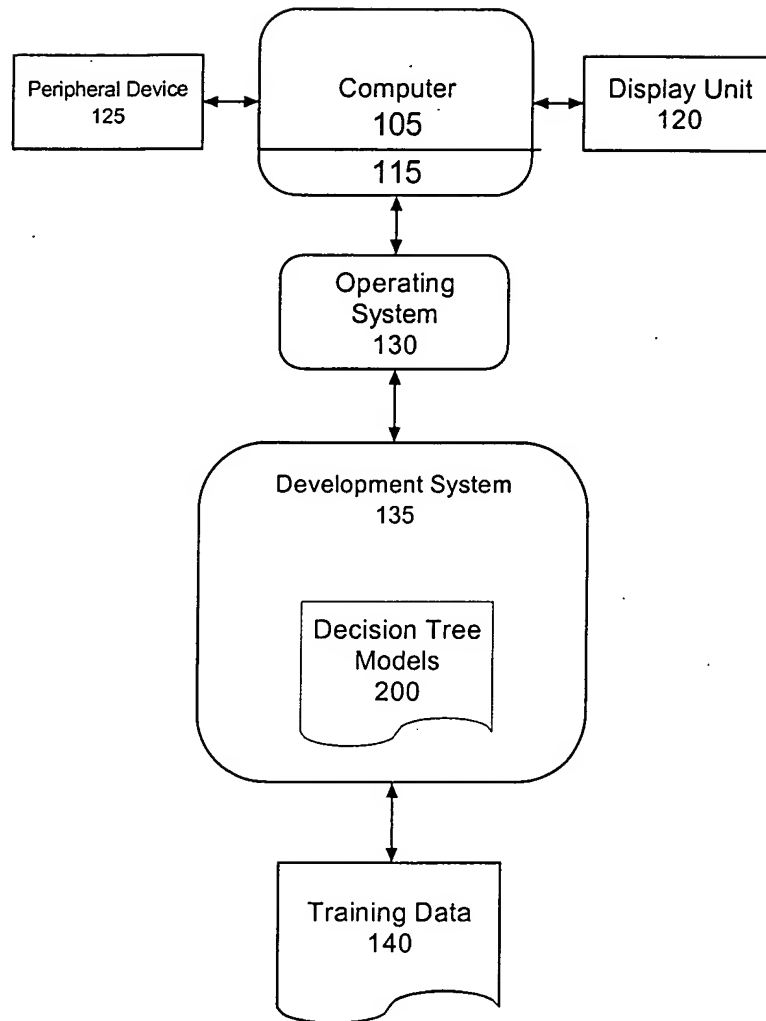 Peripheral Device
125
Computer
105
115
Display Unit
120
Operating
System
130
Development System
135
Decision Tree
Models
200
Training Data
140